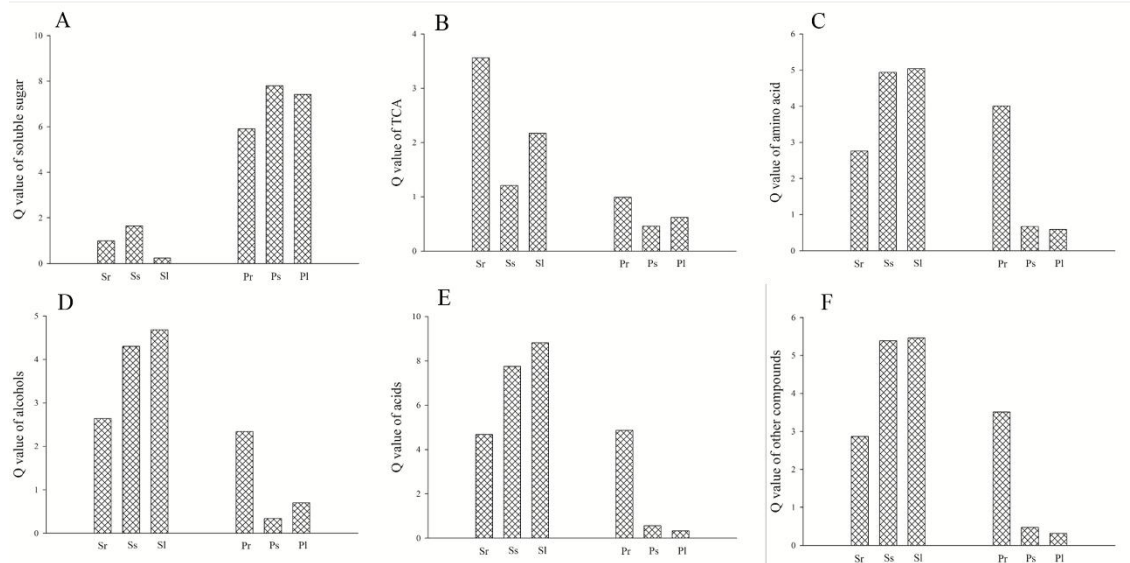 A
Q value of soluble sugar
10
8
6
4
2
0
Sr Ss Sl Pr Ps Pl
B
Q value of TCA
4
3
2
1
0
Sr Ss Sl Pr Ps Pl
C
Q value of amino acid
6
5
4
3
2
1
0
Sr Ss Sl Pr Ps Pl
D
Q value of alcohols
5
4
3
2
1
0
Sr Ss Sl Pr Ps Pl
E
Q value of acids
10
8
6
4
2
0
Sr Ss Sl Pr Ps Pl
F
Q value of other compounds
6
5
4
3
2
1
0
Sr Ss Sl Pr Ps Pl